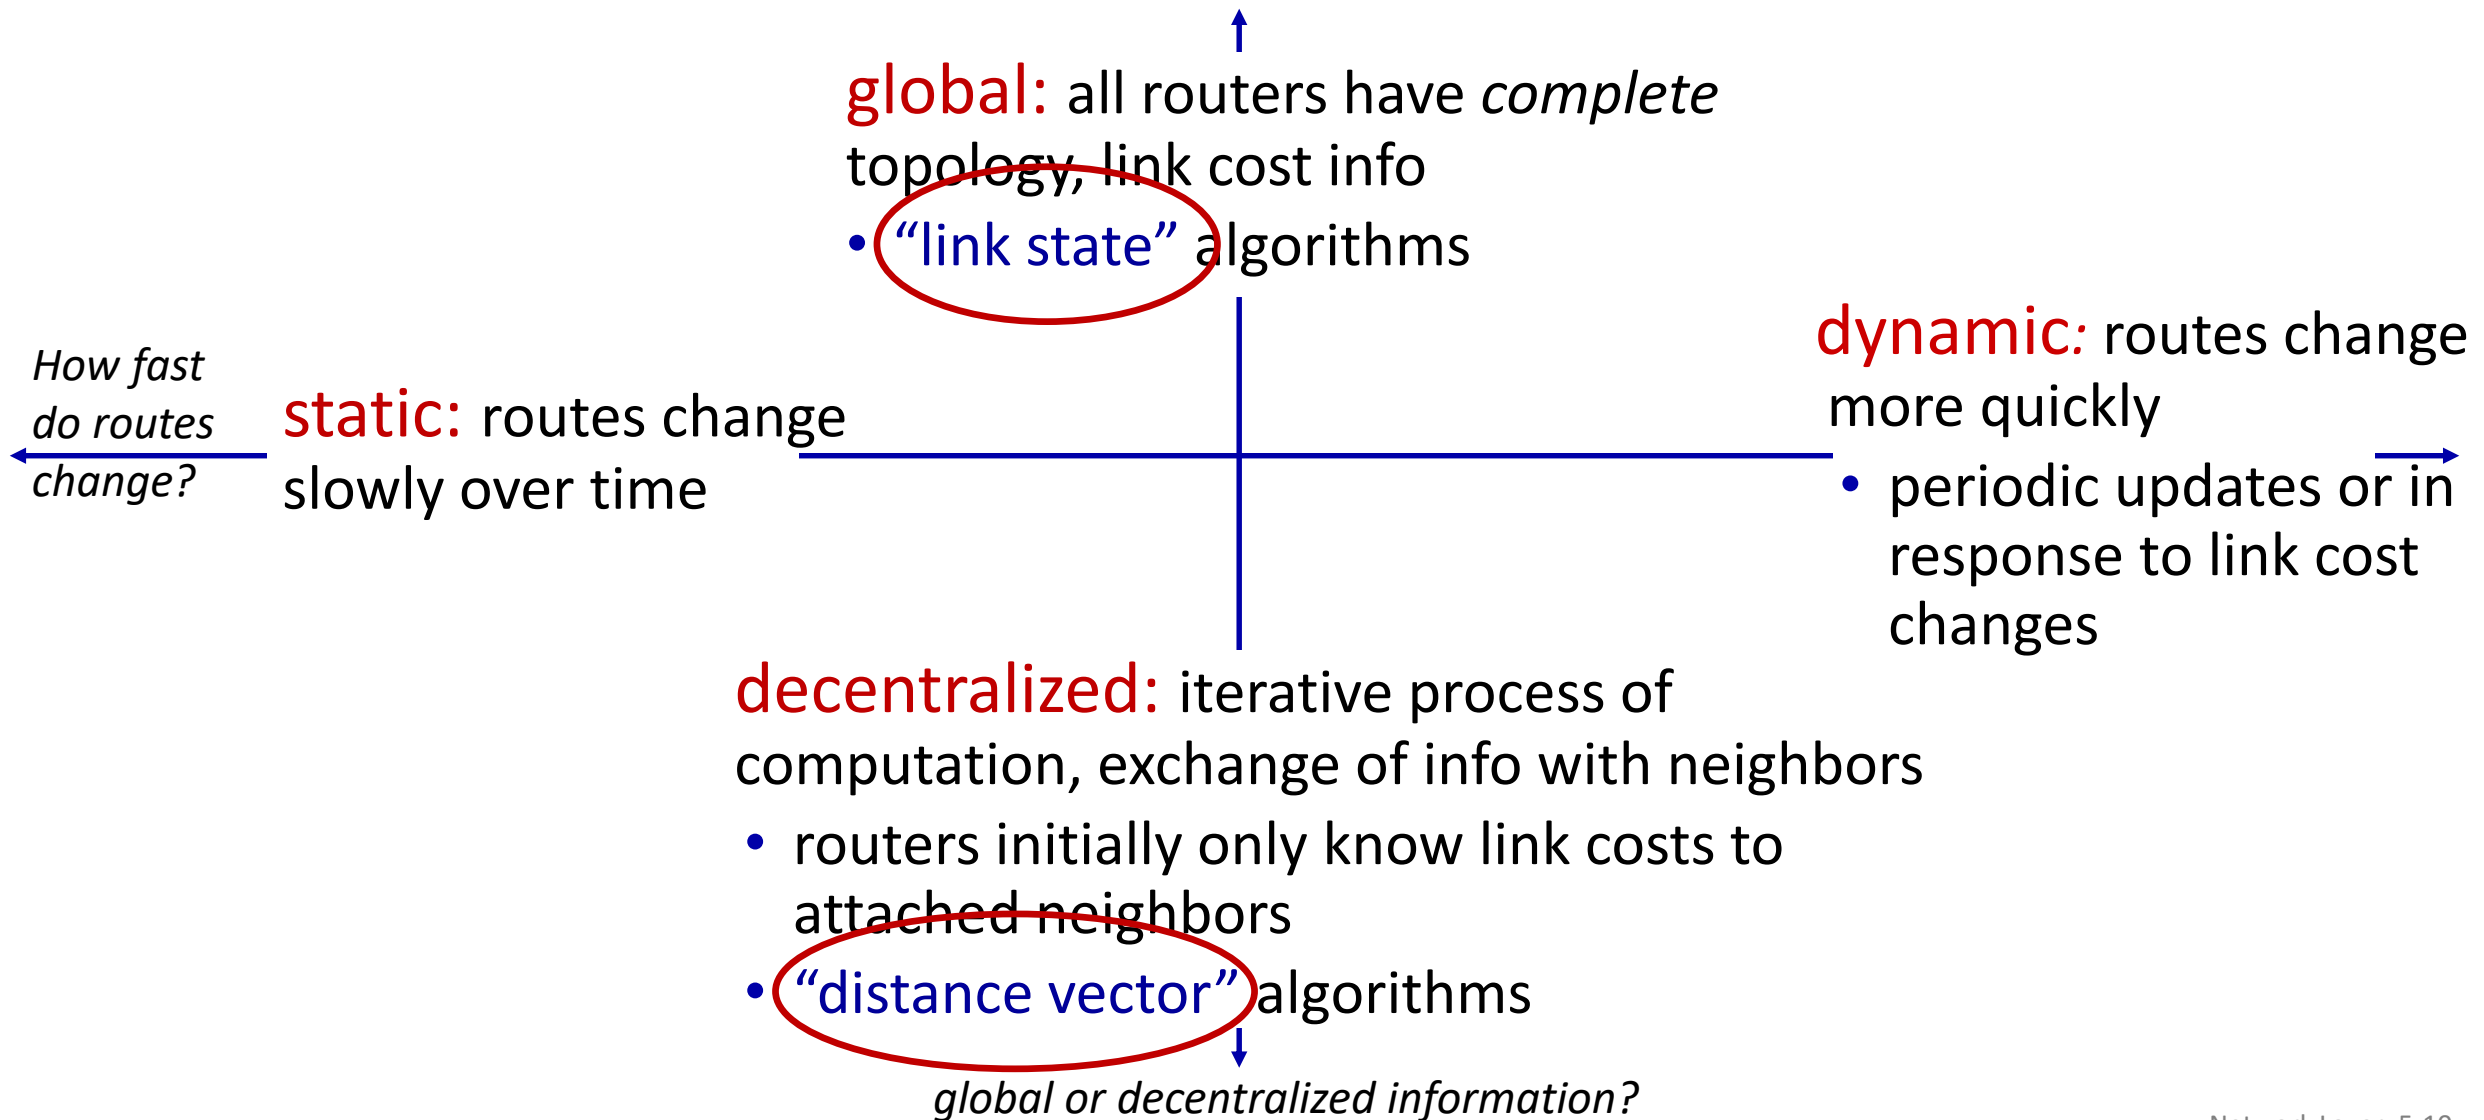 global: all routers have complete
topology, link cost info
• “link state” algorithms
How fast
do routes
change?
static: routes change
slowly over time
dynamic: routes change
more quickly
• periodic updates or in
response to link cost
changes
decentralized: iterative process of
computation, exchange of info with neighbors
• routers initially only know link costs to
attached neighbors
• “distance vector” algorithms
global or decentralized information?